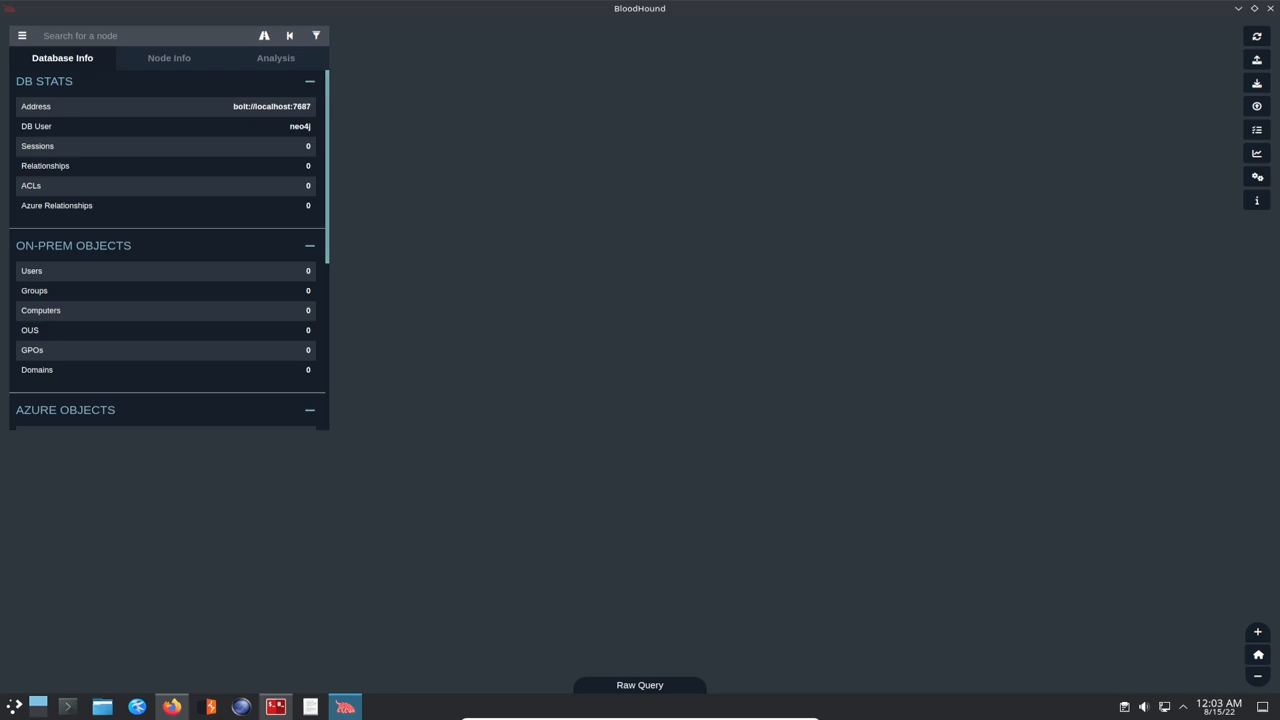 BloodHound
Search for a node
Database Info
Node Info
Analysis
DB STATS
Address bolt://localhost:7687
DB User neo4j
Sessions 0
Relationships 0
ACLs 0
Azure Relationships 0
ON-PREM OBJECTS
Users 0
Groups 0
Computers 0
OUS 0
GPOs 0
Domains 0
AZURE OBJECTS
Raw Query
12:03 AM
8/15/22